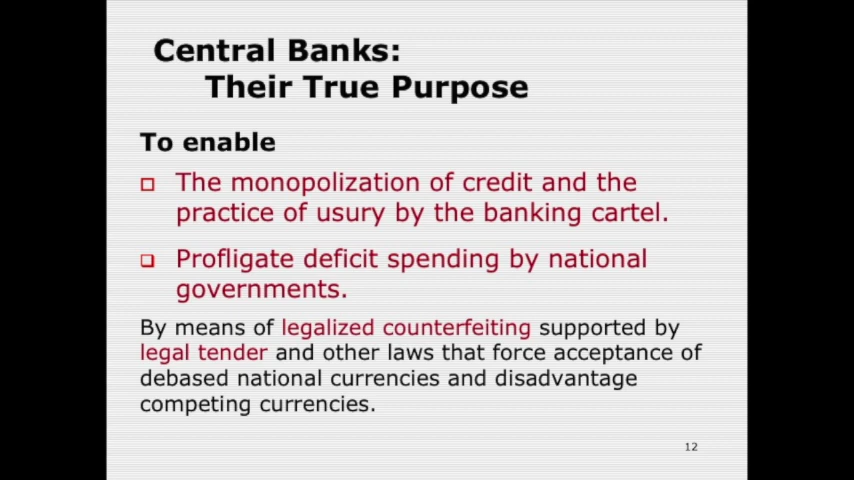 Central Banks:
Their True Purpose
To enable
The monopolization of credit and the
practice of usury by the banking cartel.
Profligate deficit spending by national
governments.
By means of legalized counterfeiting supported by
legal tender and other laws that force acceptance of
debased national currencies and disadvantage
competing currencies.
12